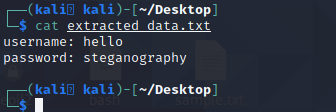 ┌──(kali㉿kali)-[~/Desktop]
└─$ cat extracted_data.txt
username: hello
password: steganography
┌──(kali㉿kali)-[~/Desktop]
└─$